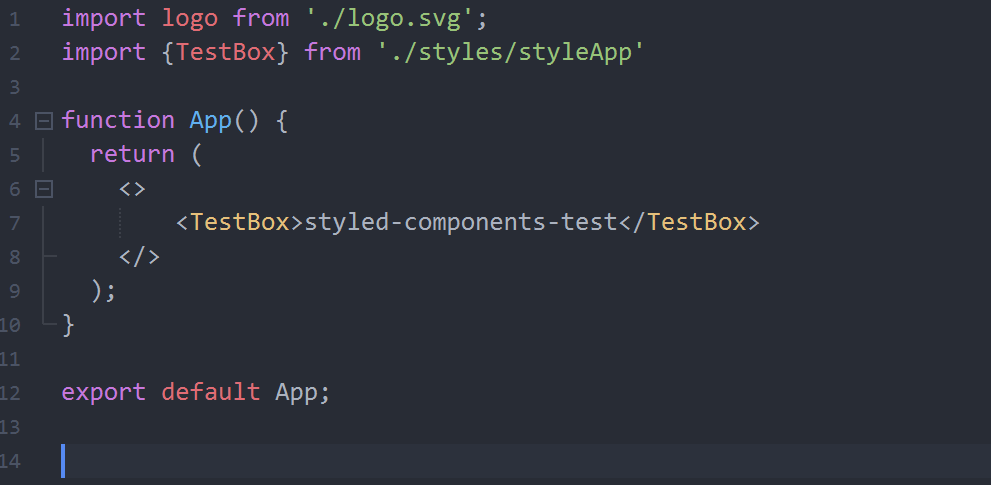 1 import logo from './logo.svg';
2 import {TestBox} from './styles/styleApp'
3
4 function App() {
5   return (
6     <>
7         <TestBox>styled-components-test</TestBox>
8     </>
9   );
10 }
11
12 export default App;
13
14